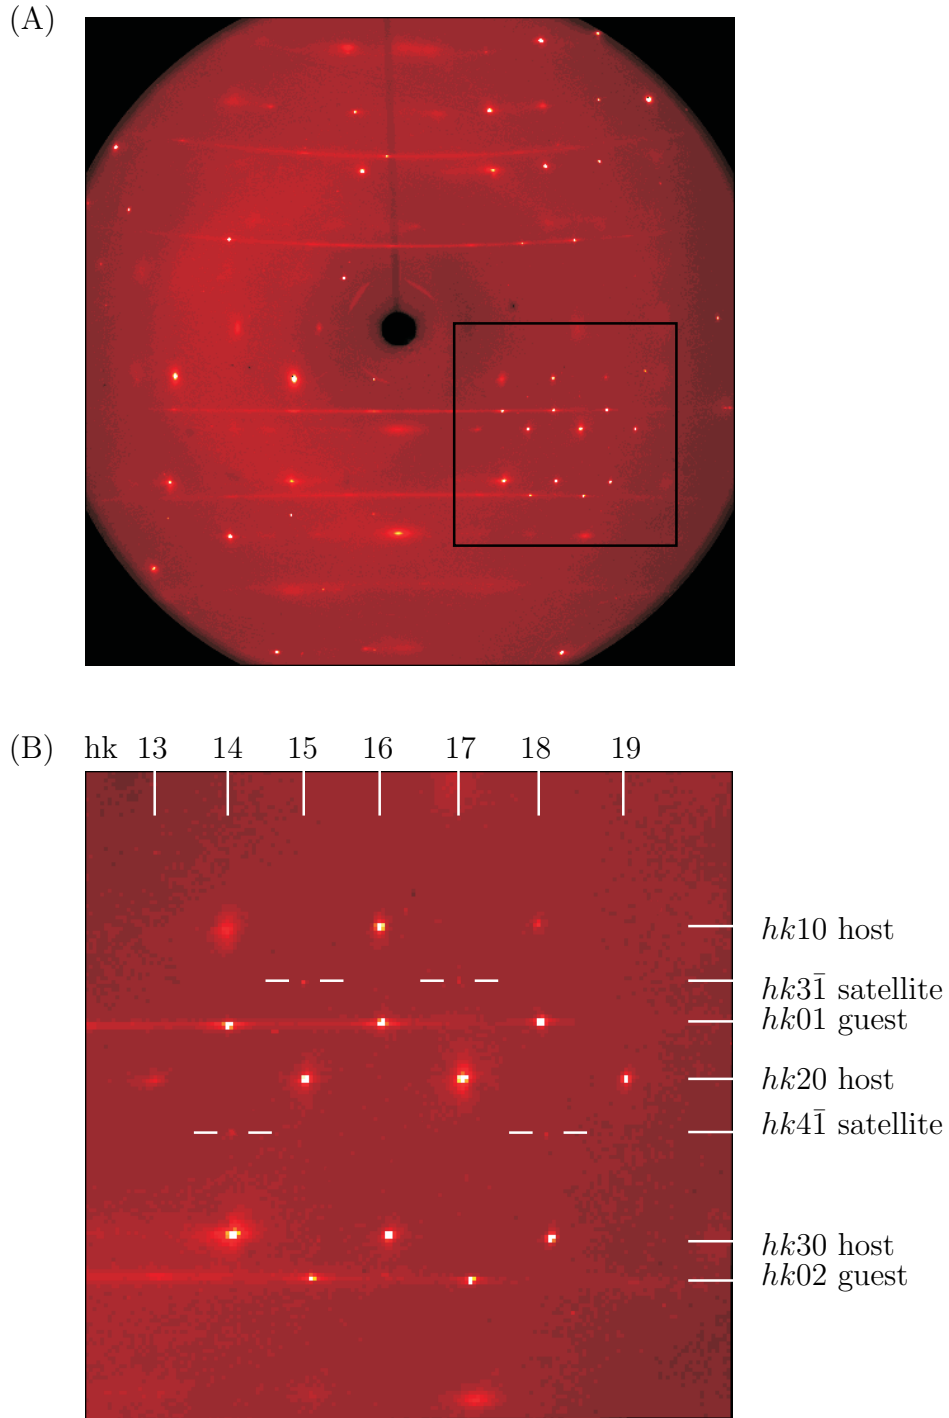 (A)
(B) hk 13 14 15 16 17 18 19
hk10 host
hk31̄ satellite
hk01 guest
hk20 host
hk41̄ satellite
hk30 host
hk02 guest